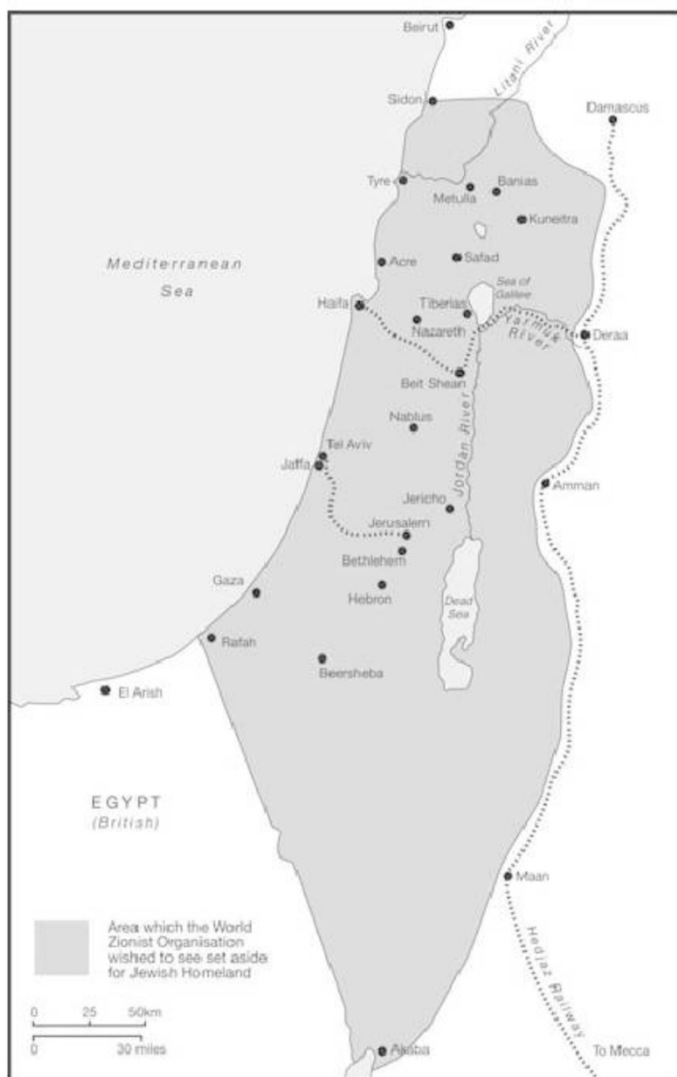 Beirut
Litani River
Sidon
Damascus
Tyre
Metulla
Banias
Kuneitra
Mediterranean
Sea
Acre
Safad
Sea of
Galilee
Haifa
Tiberias
Nazareth
Yarmuk
River
Deraa
Beit Shean
Nablus
Jordan River
Tel Aviv
Jaffa
Amman
Jericho
Jerusalem
Bethlehem
Gaza
Hebron
Dead
Sea
Rafah
Beersheba
El Arish
EGYPT
(British)
Maan
Area which the World
Zionist Organisation
wished to see set aside
for Jewish Homeland
Hedjaz Railway
0 25 50km
0 30 miles
Akaba
To Mecca